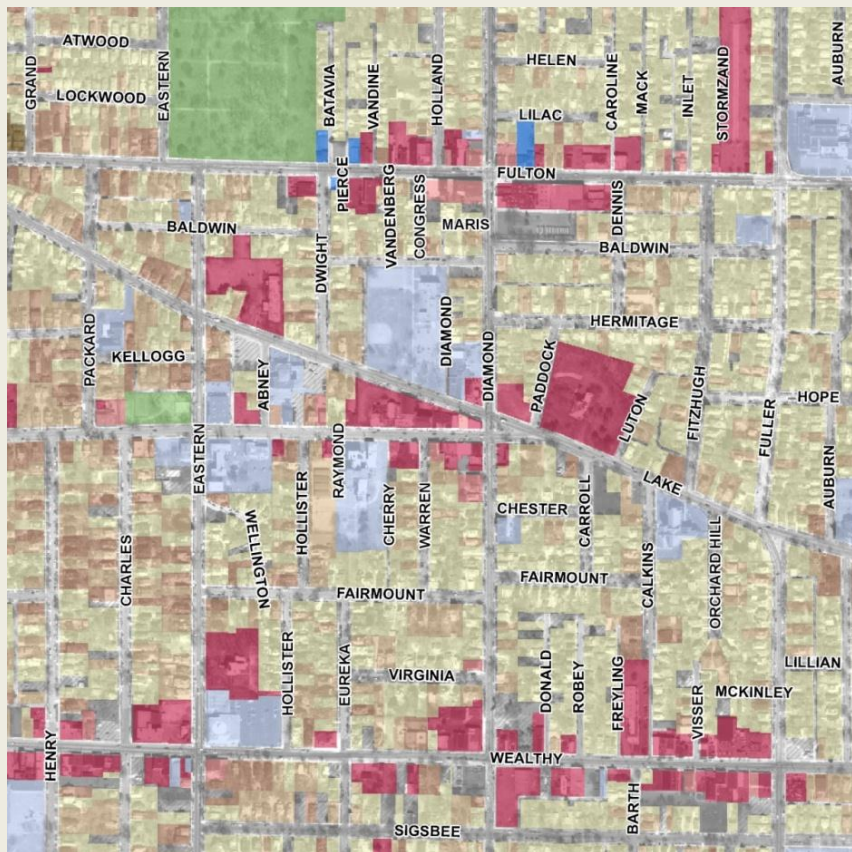 ATWOOD
GRAND
LOCKWOOD
EASTERN
BATAVIA
VANDINE
HOLLAND
HELEN
LILAC
CAROLINE
MACK
INLET
STORMZAND
AUBURN
FULTON
PIERCE
VANDENBERG
CONGRESS
MARIS
DENNIS
BALDWIN
BALDWIN
DWIGHT
PACKARD
KELLOGG
ABNEY
DIAMOND
DIAMOND
HERMITAGE
PADDOCK
LUTON
FITZHUGH
HOPE
FULLER
AUBURN
EASTERN
RAYMOND
HOLLISTER
CHERRY
WARREN
LAKE
CHESTER
CARROLL
CHARLES
WELLINGTON
FAIRMOUNT
FAIRMOUNT
CALKINS
ORCHARD HILL
HOLLISTER
EUREKA
VIRGINIA
DONALD
ROBEY
FREYLING
VISSER
MCKINLEY
LILLIAN
HENRY
WEALTHY
BARTH
SIGSBEE